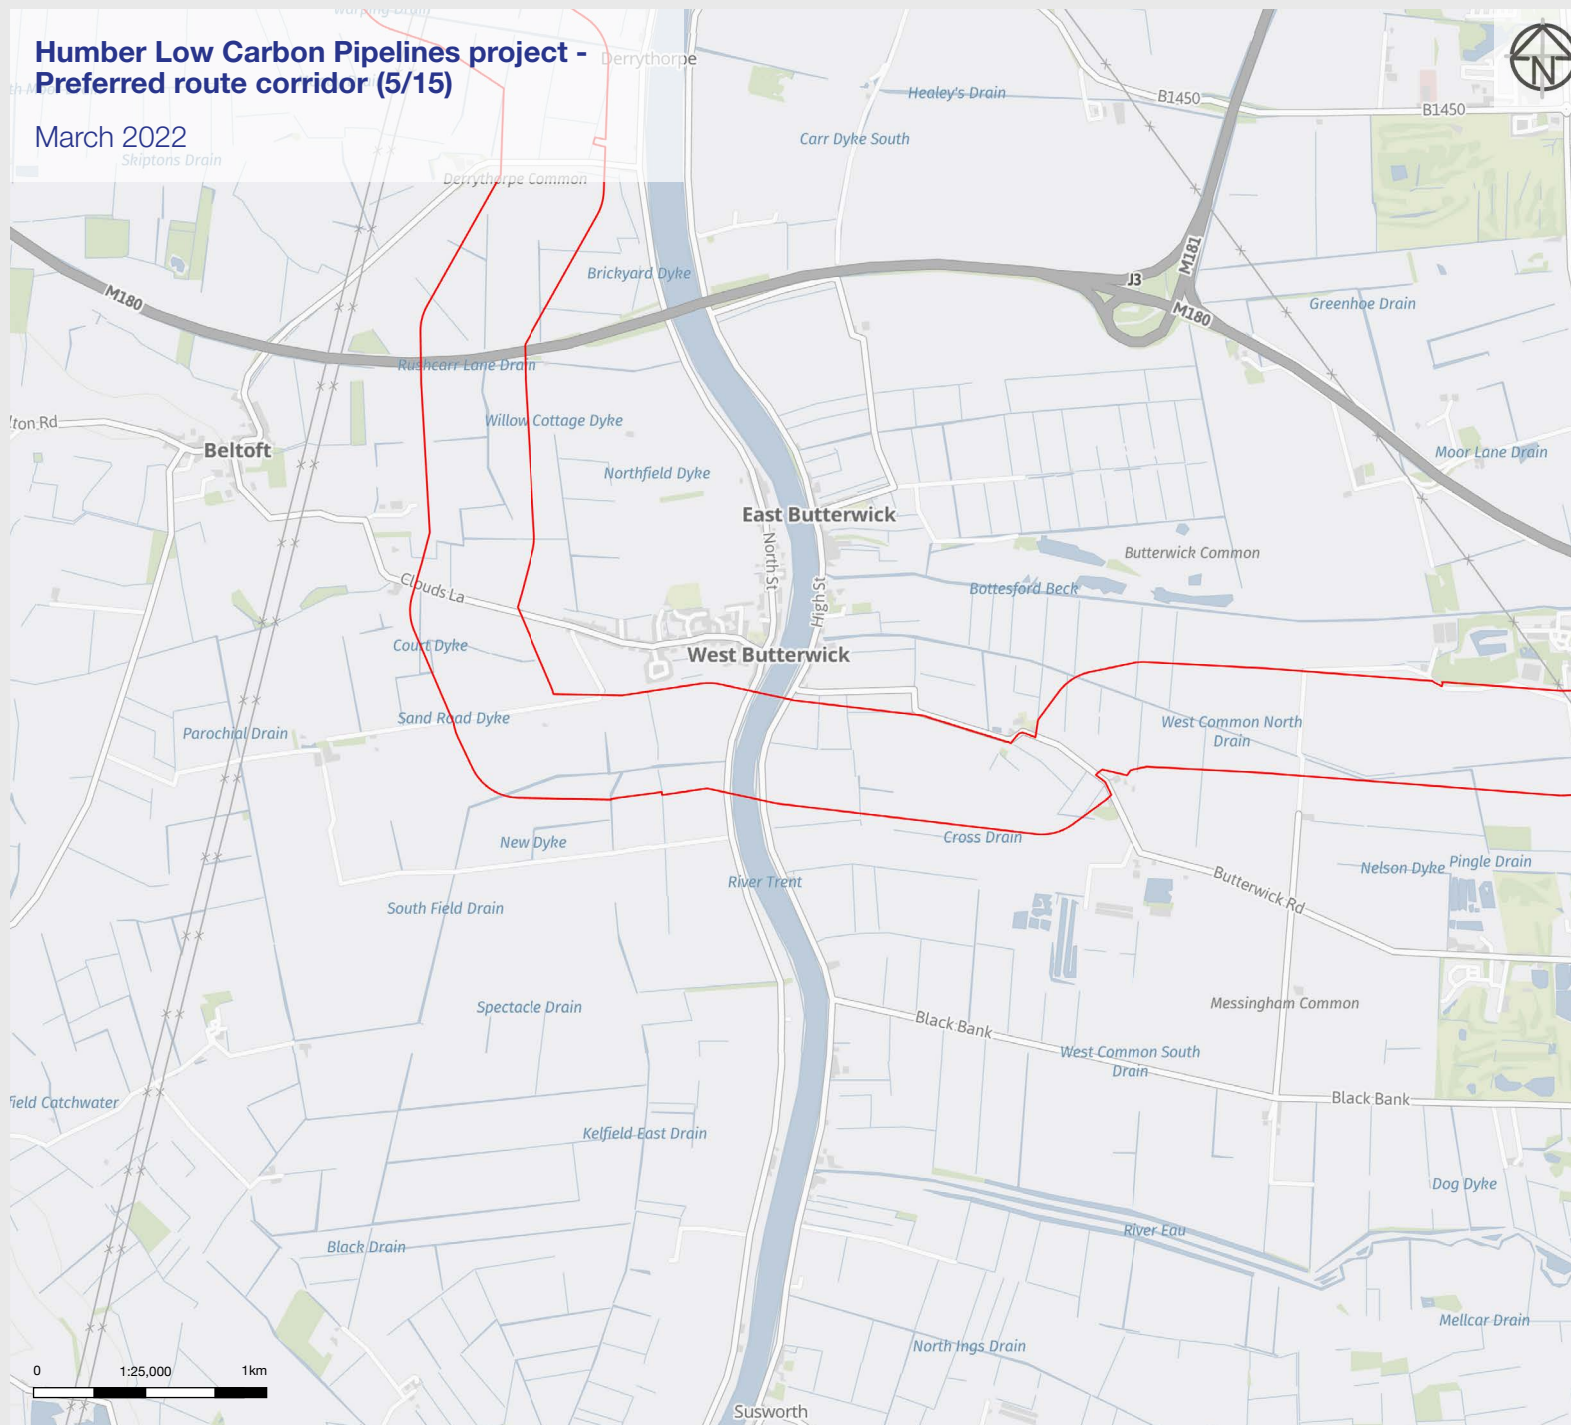 Humber Low Carbon Pipelines project -
Preferred route corridor (5/15)
March 2022
Warping Drain
Derrythorpe
Skiptons Drain
Derrythorpe Common
Healey's Drain
Carr Dyke South
B1450
B1450
N
M180
Brickyard Dyke
J3
M181
M180
Greenhoe Drain
Rushcarr Lane Drain
lton Rd
Beltoft
Willow Cottage Dyke
Northfield Dyke
Moor Lane Drain
East Butterwick
North St
High St
Butterwick Common
Bottesford Beck
Clouds La
Court Dyke
West Butterwick
Sand Road Dyke
Parochial Drain
West Common North
Drain
New Dyke
Cross Drain
River Trent
Nelson Dyke
Pingle Drain
Butterwick Rd
South Field Drain
Spectacle Drain
Messingham Common
Black Bank
West Common South
Drain
field Catchwater
Black Bank
Kelfield East Drain
Dog Dyke
River Eau
Black Drain
Mellcar Drain
North Ings Drain
0 1:25,000 1km
Susworth